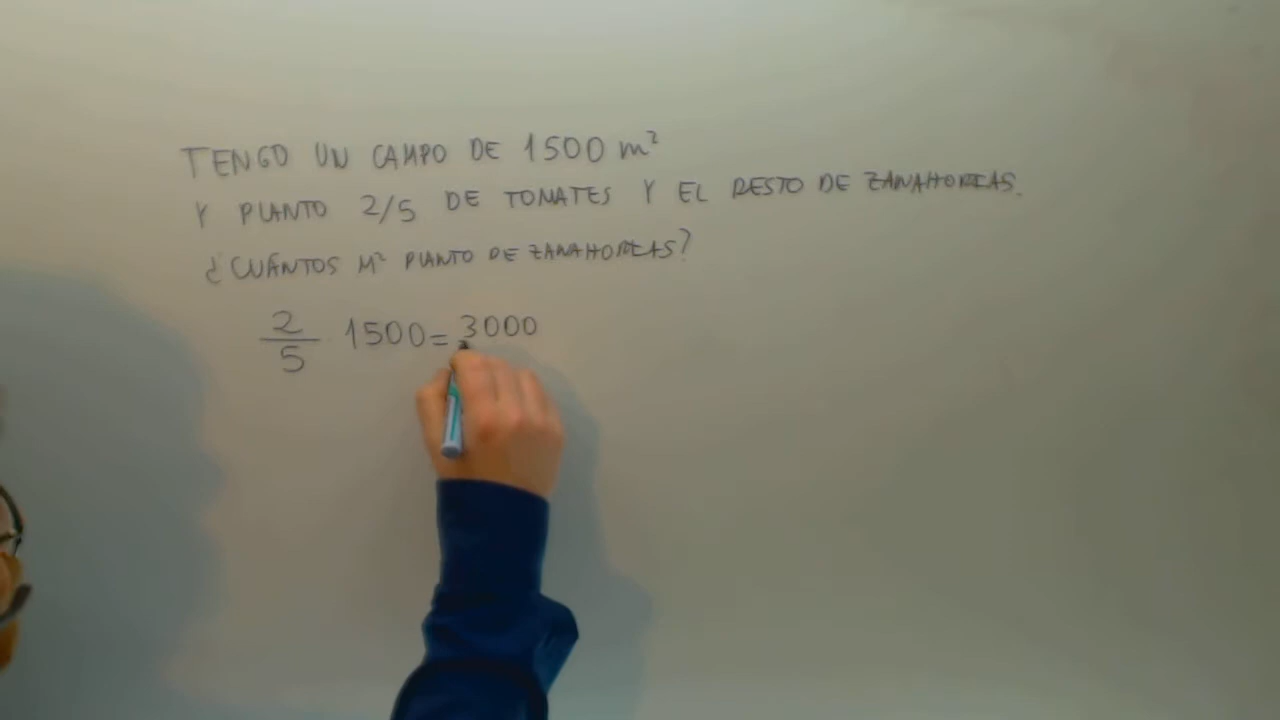 TENGO UN CAMPO DE 1500 m²
Y PLANTO 2/5 DE TOMATES Y EL RESTO DE ZANAHORIAS.
¿CUÁNTOS M² PLANTO DE ZANAHORIAS?
2/5 1500=3000